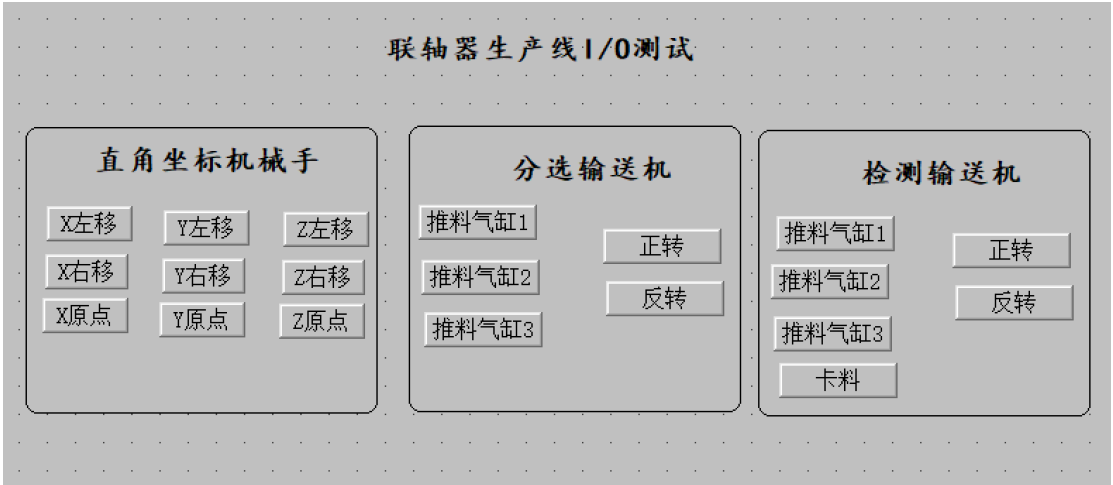 联轴器生产线I/O测试
直角坐标机械手
X左移 Y左移 Z左移
X右移 Y右移 Z右移
X原点 Y原点 Z原点
分选输送机
推料气缸1
正转
推料气缸2
反转
推料气缸3
检测输送机
推料气缸1
正转
推料气缸2
反转
推料气缸3
卡料